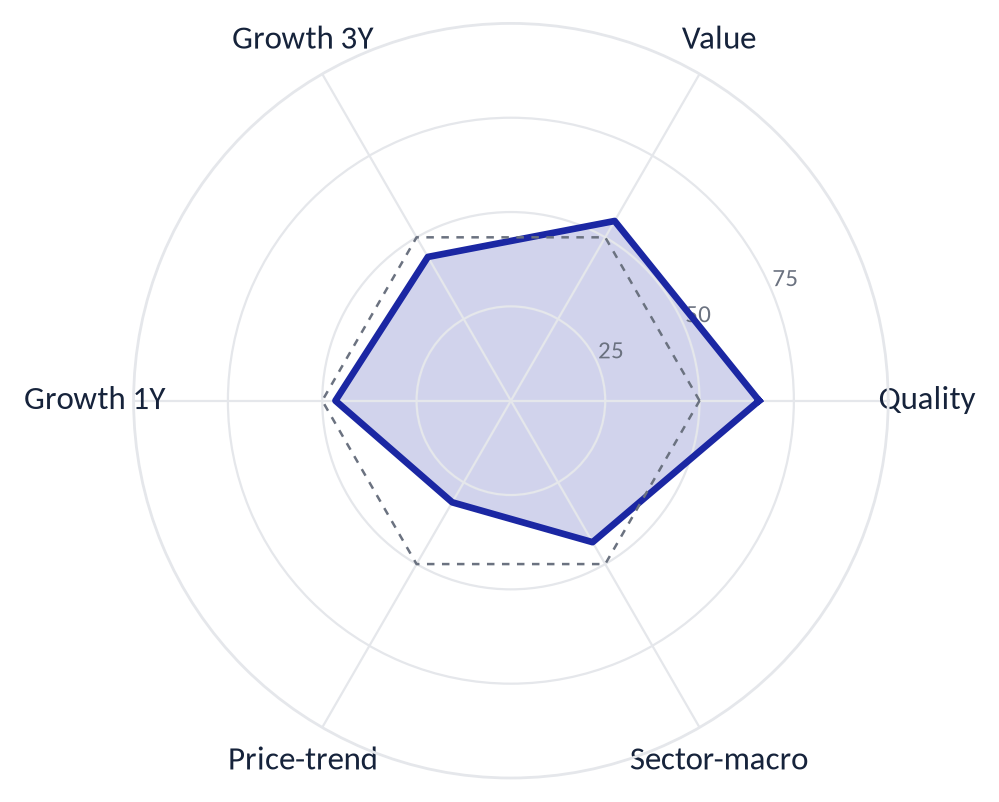 Growth 3Y
Value
75
50
25
Growth 1Y
Quality
Price-trend
Sector-macro